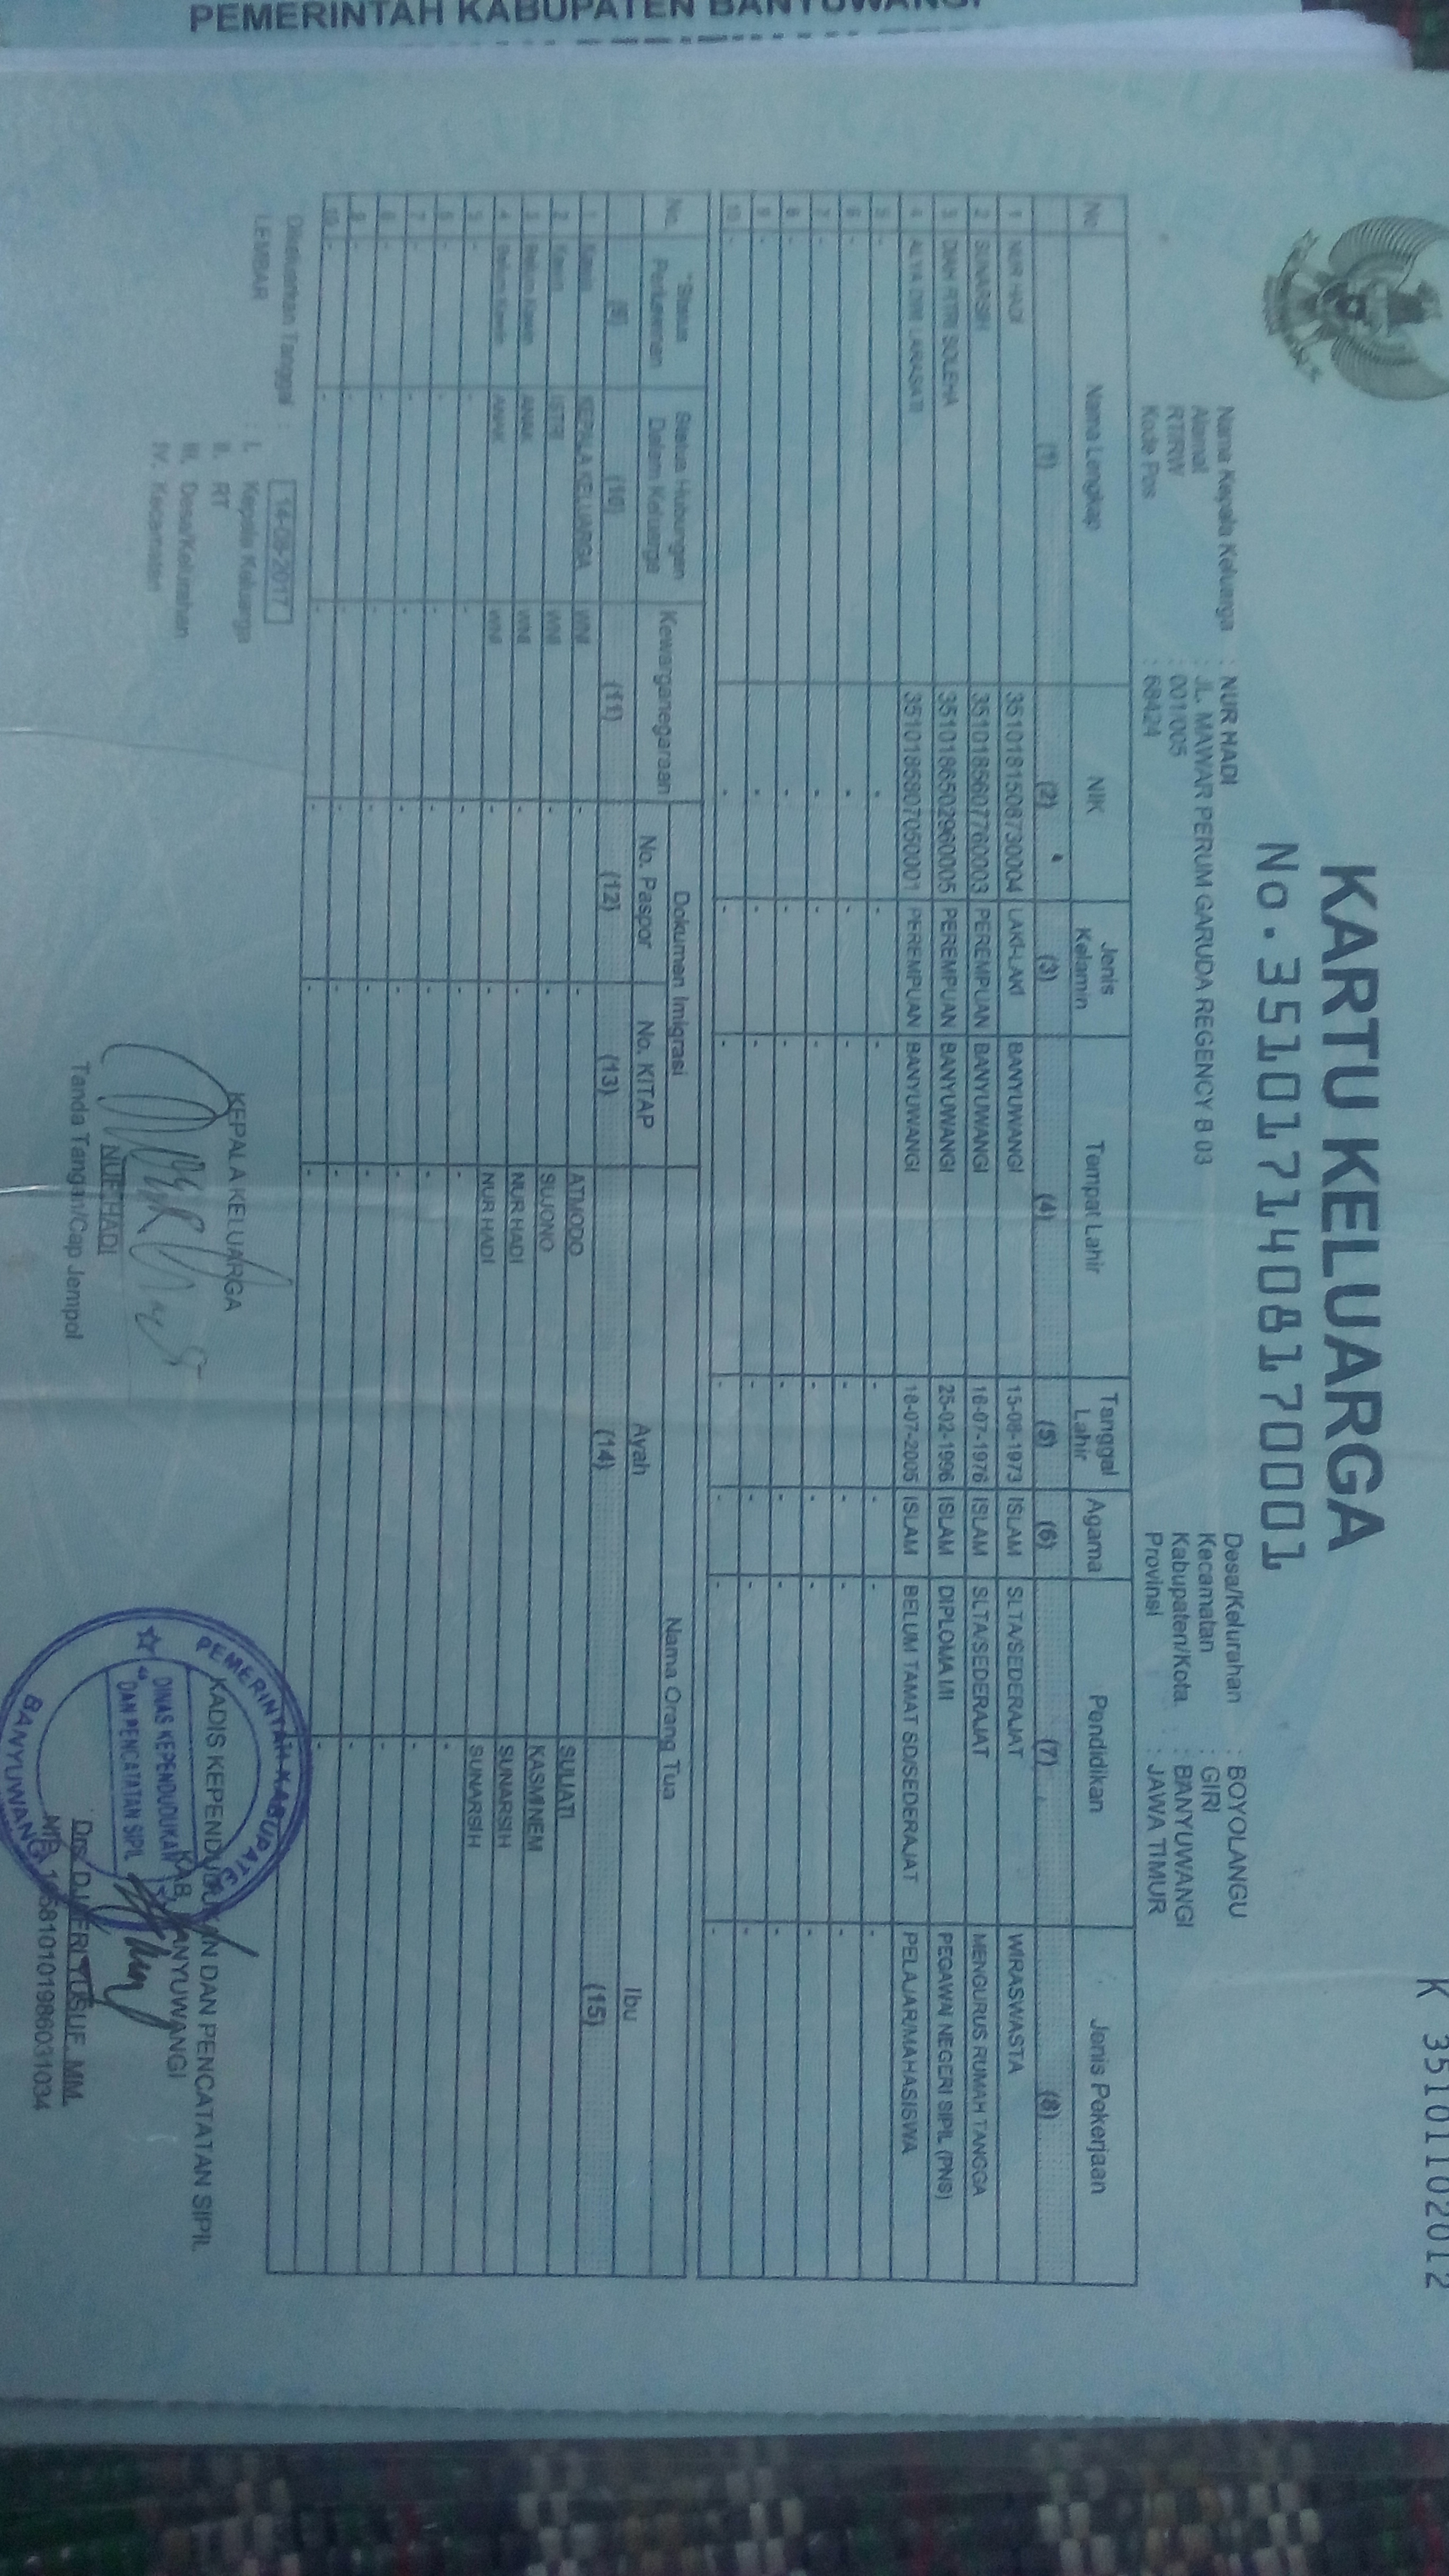 PEMERINTAH KABUPATEN BANYUWANGI
K 35101102012
KARTU KELUARGA
No. 3510171408170001
Nama Kepala Keluarga : NUR HADI
Alamat : JL. MAWAR PERUM GARUDA REGENCY B 03
RT/RW : 001/005
Kode Pos : 68424
Desa/Kelurahan : BOYOLANGU
Kecamatan : GIRI
Kabupaten/Kota : BANYUWANGI
Provinsi : JAWA TIMUR
No Nama Lengkap NIK Jenis Kelamin Tempat Lahir Tanggal Lahir Agama Pendidikan Jenis Pekerjaan
(1) (2) (3) (4) (5) (6) (7) (8)
1 NUR HADI 3510181508730004 LAKI-LAKI BANYUWANGI 15-08-1973 ISLAM SLTA/SEDERAJAT WIRASWASTA
2 SUNARSIH 3510185607760003 PEREMPUAN BANYUWANGI 16-07-1976 ISLAM SLTA/SEDERAJAT MENGURUS RUMAH TANGGA
3 DIAH FITRI SOLEHA 3510186502960005 PEREMPUAN BANYUWANGI 25-02-1996 ISLAM DIPLOMA I/II PEGAWAI NEGERI SIPIL (PNS)
4 ALYA DWI LARASATI 3510185807050001 PEREMPUAN BANYUWANGI 18-07-2005 ISLAM BELUM TAMAT SD/SEDERAJAT PELAJAR/MAHASISWA
5 - - - - - - - -
6 - - - - - - - -
7 - - - - - - - -
8 - - - - - - - -
9 - - - - - - - -
10 - - - - - - - -
No. Status Perkawinan Status Hubungan Dalam Keluarga Kewarganegaraan Dokumen Imigrasi Nama Orang Tua
No. Paspor No. KITAP Ayah Ibu
(9) (10) (11) (12) (13) (14) (15)
1 Kawin KEPALA KELUARGA WNI - - ATMODO SULIATI
2 Kawin ISTRI WNI - - SUJONO KASMINEM
3 Belum Kawin ANAK WNI - - NUR HADI SUNARSIH
4 Belum Kawin ANAK WNI - - NUR HADI SUNARSIH
5 - - - - - - -
6 - - - - - - -
7 - - - - - - -
8 - - - - - - -
9 - - - - - - -
10 - - - - - - -
Dikeluarkan Tanggal : 14-08-2017
LEMBAR : I. Kepala Keluarga
II. RT
III. Desa/Kelurahan
IV. Kecamatan
KEPALA KELUARGA
NUR HADI
Tanda Tangan/Cap Jempol
KADIS KEPENDUDUKAN DAN PENCATATAN SIPIL
KAB. BANYUWANGI
PEMERINTAH KABUPATEN
DINAS KEPENDUDUKAN
DAN PENCATATAN SIPIL
BANYUWANGI
Drs. DJAFERI YUSUF, MM.
NIP.